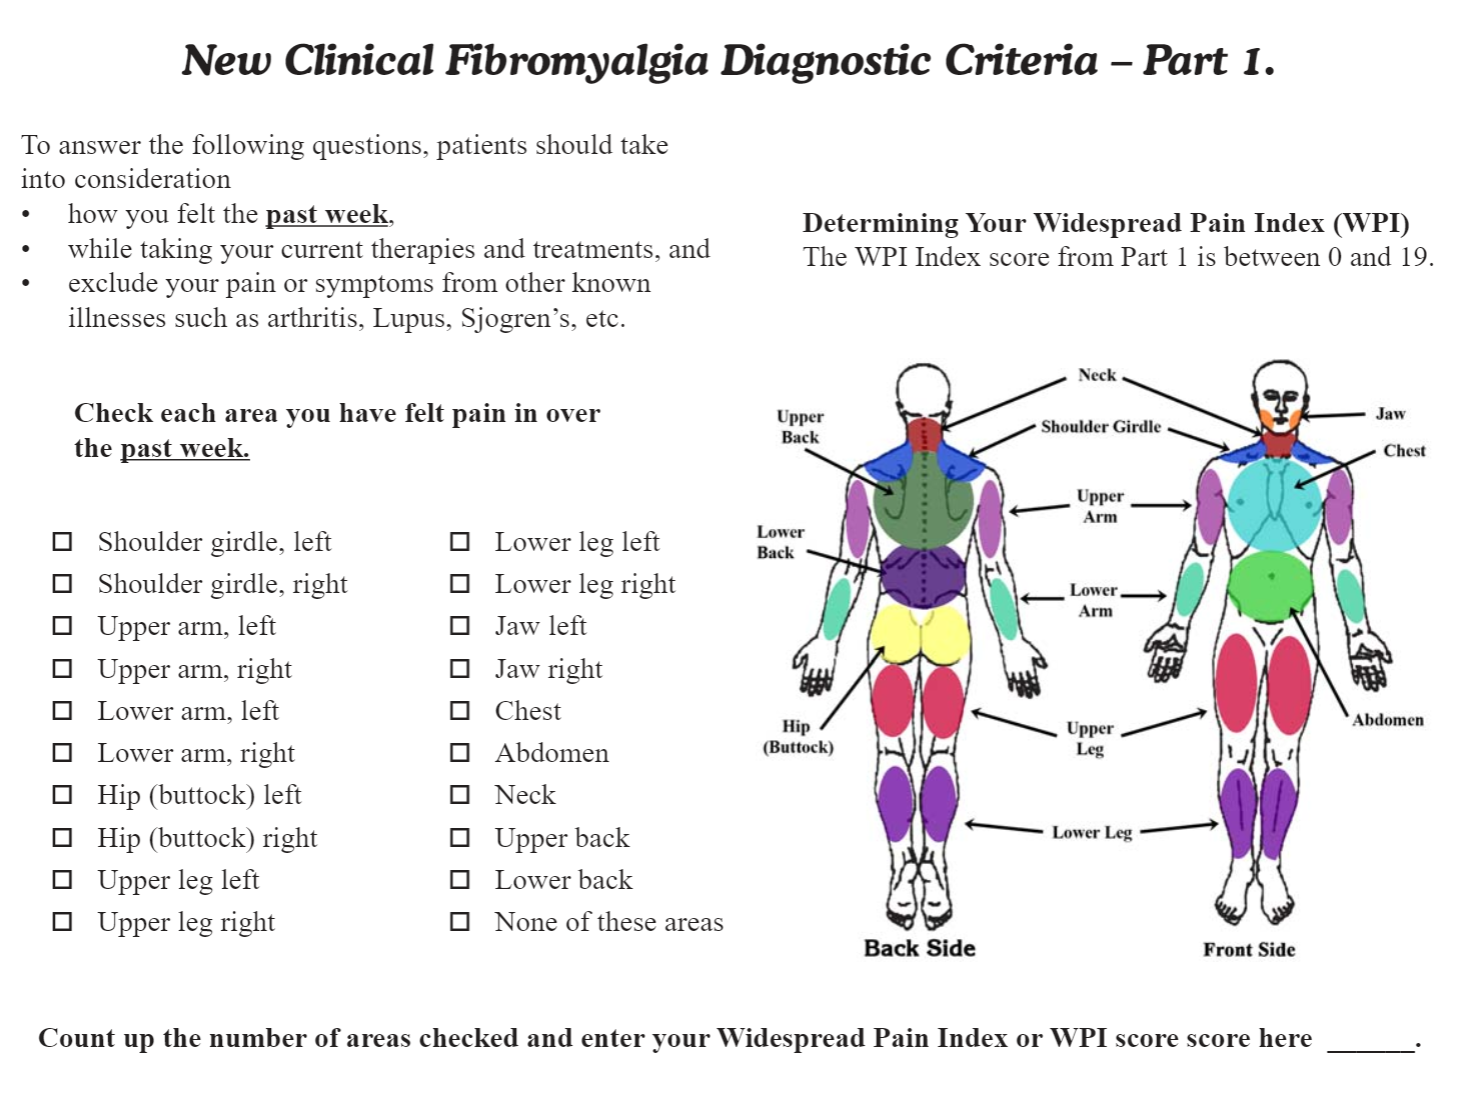 New Clinical Fibromyalgia Diagnostic Criteria – Part 1.
To answer the following questions, patients should take
into consideration
• how you felt the past week,
• while taking your current therapies and treatments, and
• exclude your pain or symptoms from other known
illnesses such as arthritis, Lupus, Sjogren’s, etc.
Check each area you have felt pain in over
the past week.
☐ Shoulder girdle, left
☐ Shoulder girdle, right
☐ Upper arm, left
☐ Upper arm, right
☐ Lower arm, left
☐ Lower arm, right
☐ Hip (buttock) left
☐ Hip (buttock) right
☐ Upper leg left
☐ Upper leg right
☐ Lower leg left
☐ Lower leg right
☐ Jaw left
☐ Jaw right
☐ Chest
☐ Abdomen
☐ Neck
☐ Upper back
☐ Lower back
☐ None of these areas
Determining Your Widespread Pain Index (WPI)
The WPI Index score from Part 1 is between 0 and 19.
Neck
Jaw
Upper
Back
Shoulder Girdle
Chest
Upper
Arm
Lower
Back
Lower
Arm
Hip
(Buttock)
Upper
Leg
Abdomen
Lower Leg
Back Side
Front Side
Count up the number of areas checked and enter your Widespread Pain Index or WPI score score here ______.